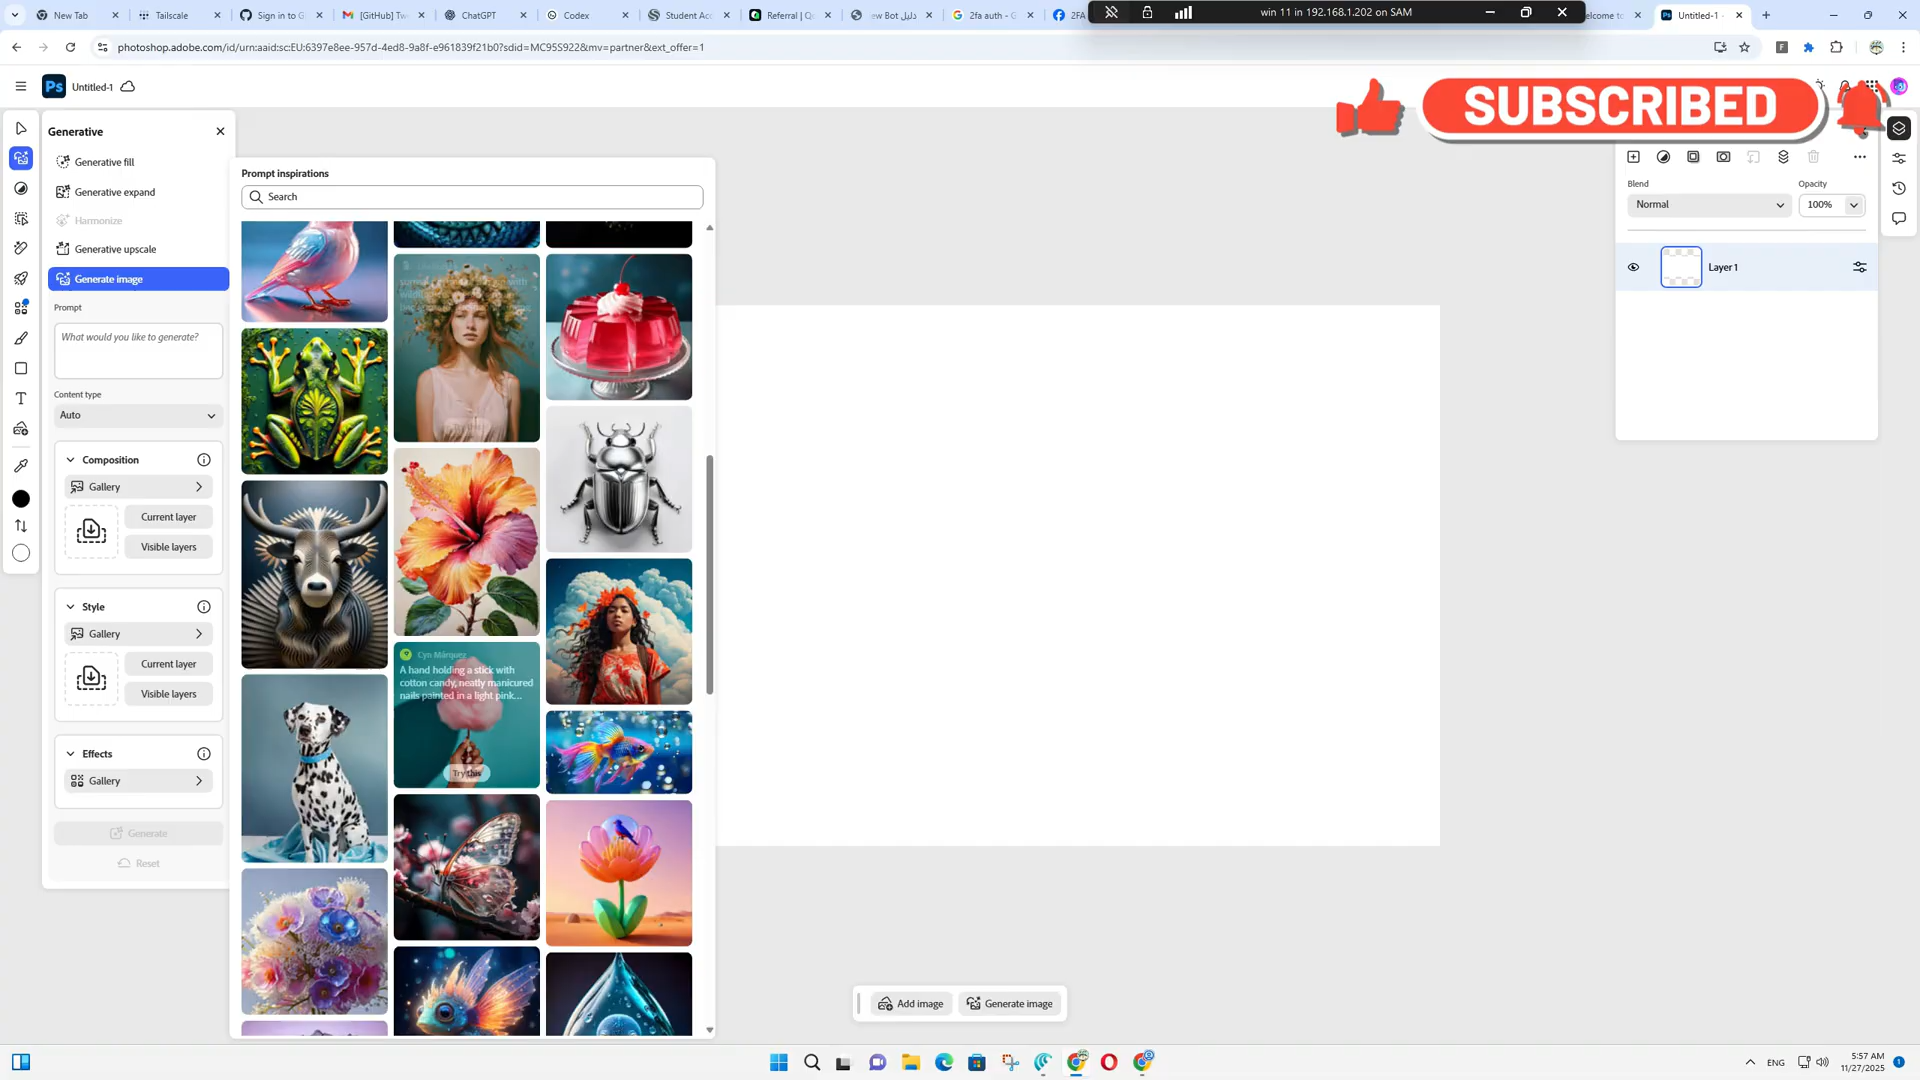 New Tab
Tailscale
Sign in to G
[GitHub] Tw
ChatGPT
Codex
Student Acc
Referral | Q
2fa auth - G
2FA
win 11 in 192.168.1.202 on SAM
elcome to
Untitled-1 -
photoshop.adobe.com/id/urn:aaid:sc:EU:6397e8ee-957d-4ed8-9a8f-e961839f21b0?sdid=MC95S922&mv=partner&ext_offer=1
Ps Untitled-1
SUBSCRIBED
Generative
Generative fill
Generative expand
Harmonize
Generative upscale
Generate image
Prompt
What would you like to generate?
Content type
Auto
Composition
Gallery
Current layer
Visible layers
Style
Gallery
Current layer
Visible layers
Effects
Gallery
Generate
Reset
Prompt inspirations
Search
Cyn Márquez
A hand holding a stick with
cotton candy, neatly manicured
nails painted in a light pink...
Try this
Blend
Opacity
Normal
100%
Layer 1
Add image
Generate image
ENG
5:57 AM
11/27/2025
1